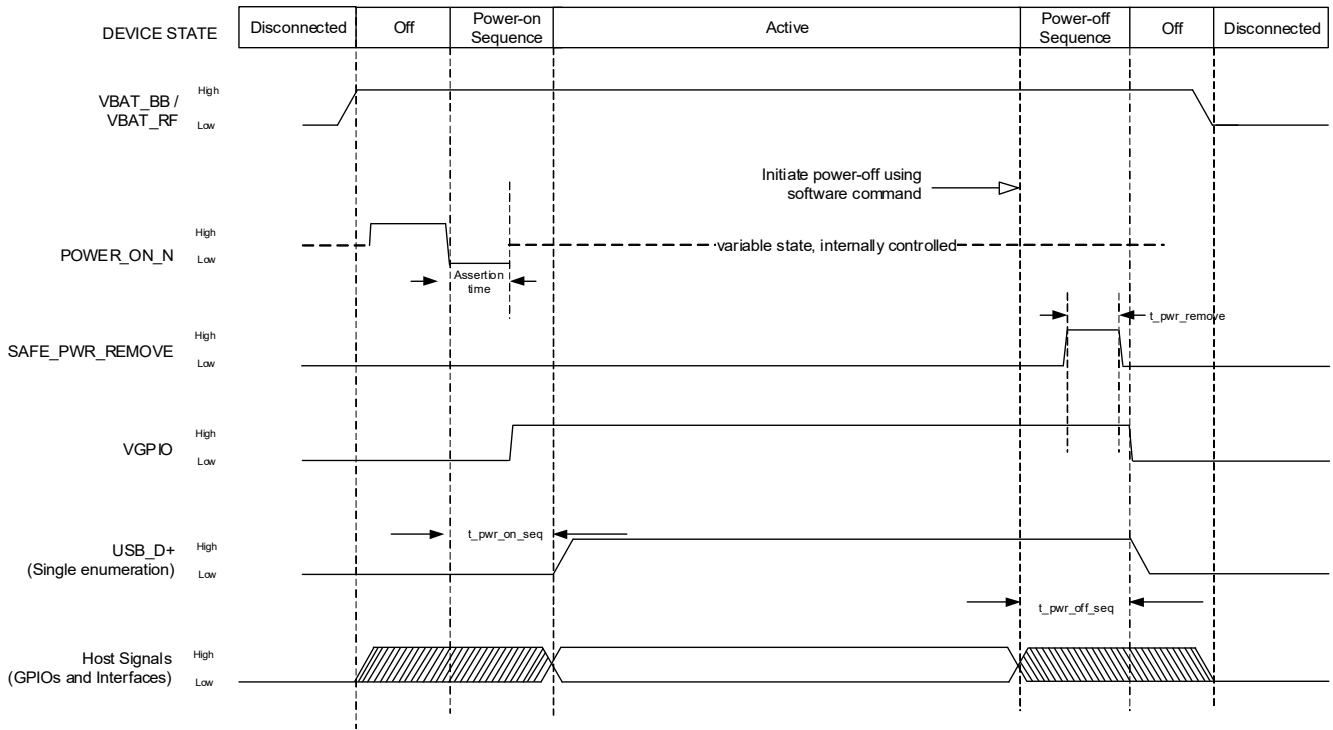 DEVICE STATE
Disconnected
Off
Power-on
Sequence
Active
Power-off
Sequence
Off
Disconnected
VBAT_BB /
VBAT_RF
High
Low
Initiate power-off using
software command
POWER_ON_N
High
Low
variable state, internally controlled
Assertion
time
SAFE_PWR_REMOVE
High
Low
t_pwr_remove
VGPIO
High
Low
t_pwr_on_seq
USB_D+
(Single enumeration)
High
Low
t_pwr_off_seq
Host Signals
(GPIOs and Interfaces)
High
Low